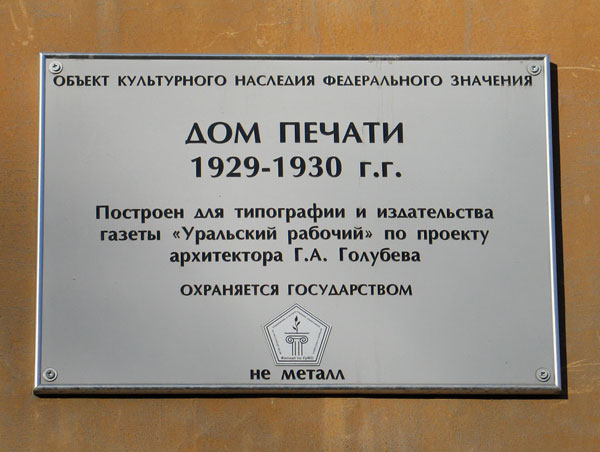 ОБЪЕКТ КУЛЬТУРНОГО НАСЛЕДИЯ ФЕДЕРАЛЬНОГО ЗНАЧЕНИЯ
ДОМ ПЕЧАТИ
1929-1930 г.г.
Построен для типографии и издательства
газеты «Уральский рабочий» по проекту
архитектора Г.А. Голубева
ОХРАНЯЕТСЯ ГОСУДАРСТВОМ
не металл